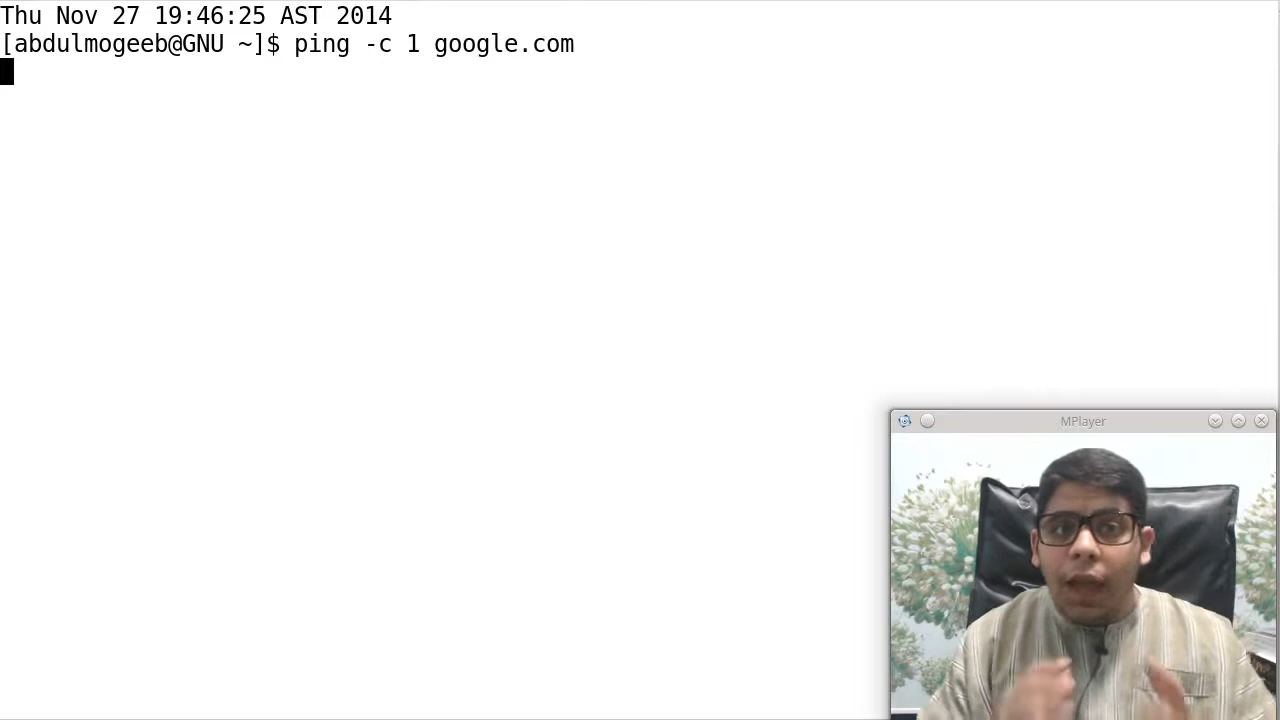 Thu Nov 27 19:46:25 AST 2014
[abdulmogeeb@GNU ~]$ ping -c 1 google.com
MPlayer